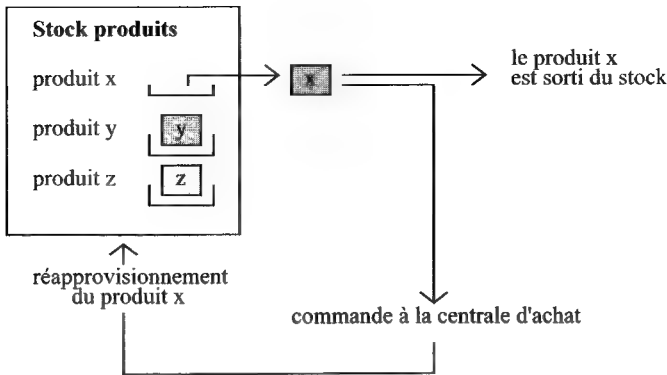 Stock produits
produit x
x
le produit x
est sorti du stock
produit y
y
produit z
z
réapprovisionnement
du produit x
commande à la centrale d'achat